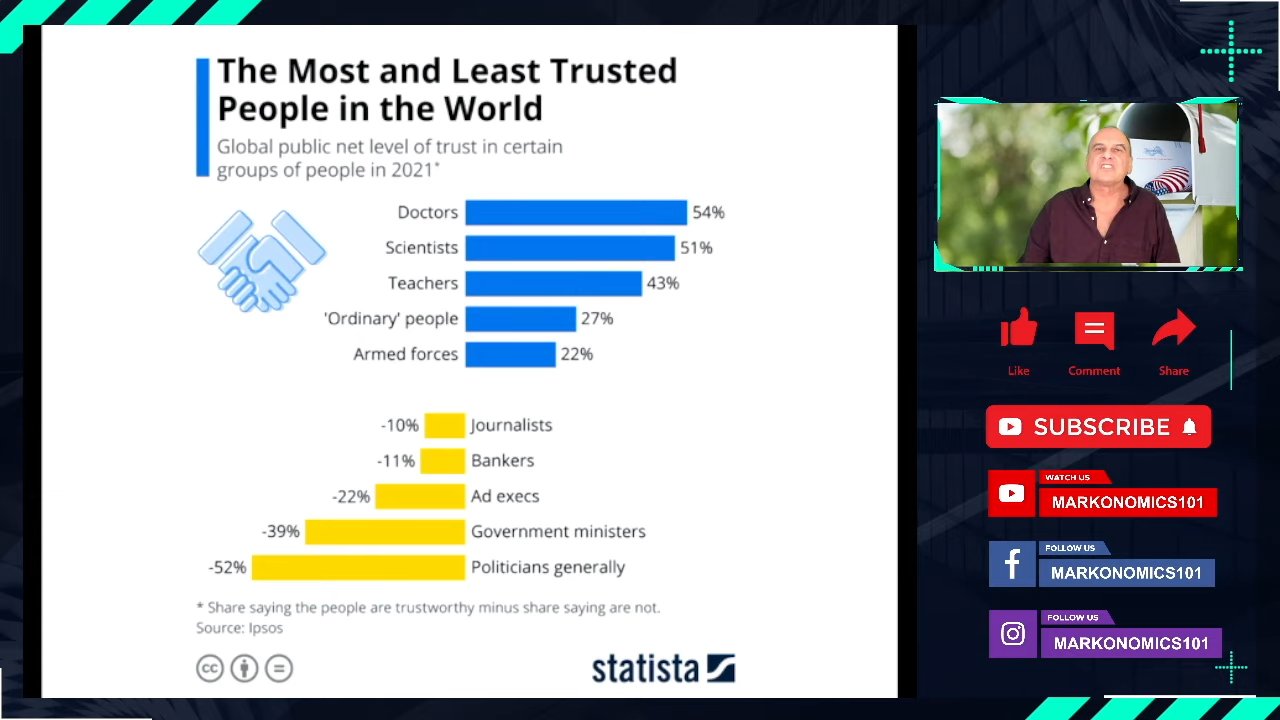 The Most and Least Trusted
People in the World
Global public net level of trust in certain
groups of people in 2021*
Doctors 54%
Scientists 51%
Teachers 43%
'Ordinary' people 27%
Armed forces 22%
-10% Journalists
-11% Bankers
-22% Ad execs
-39% Government ministers
-52% Politicians generally
* Share saying the people are trustworthy minus share saying are not.
Source: Ipsos
cc
statista
Like Comment Share
SUBSCRIBE
WATCH US
MARKONOMICS101
FOLLOW US
MARKONOMICS101
FOLLOW US
MARKONOMICS101